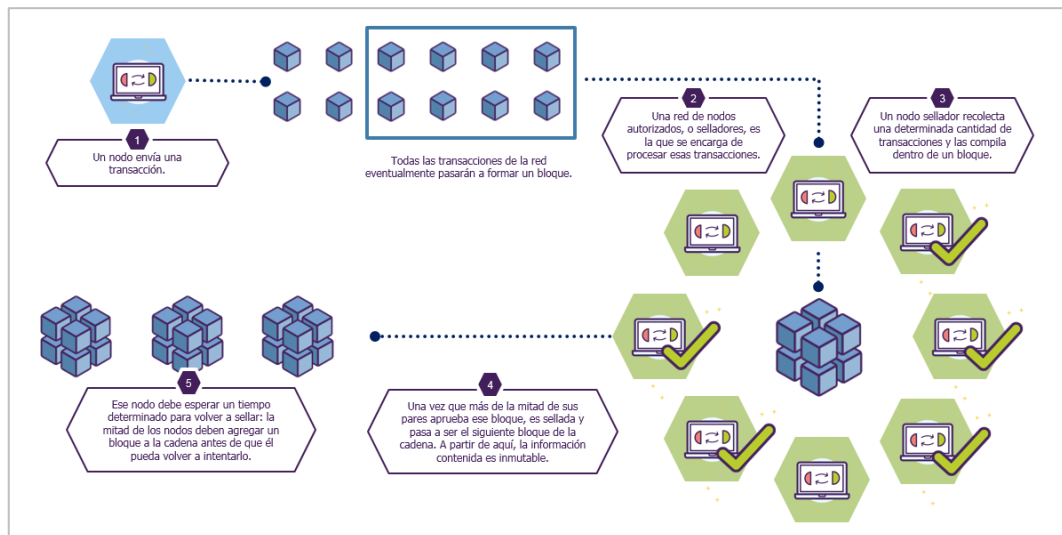 1
Un nodo envía una
transacción.
Todas las transacciones de la red
eventualmente pasarán a formar un bloque.
2
Una red de nodos
autorizados, o selladores, es
la que se encarga de
procesar esas transacciones.
3
Un nodo sellador recolecta
una determinada cantidad de
transacciones y las compila
dentro de un bloque.
4
Una vez que más de la mitad de sus
pares aprueba ese bloque, es sellada y
pasa a ser el siguiente bloque de la
cadena. A partir de aquí, la información
contenida es inmutable.
5
Ese nodo debe esperar un tiempo
determinado para volver a sellar: la
mitad de los nodos deben agregar un
bloque a la cadena antes de que él
pueda volver a intentarlo.